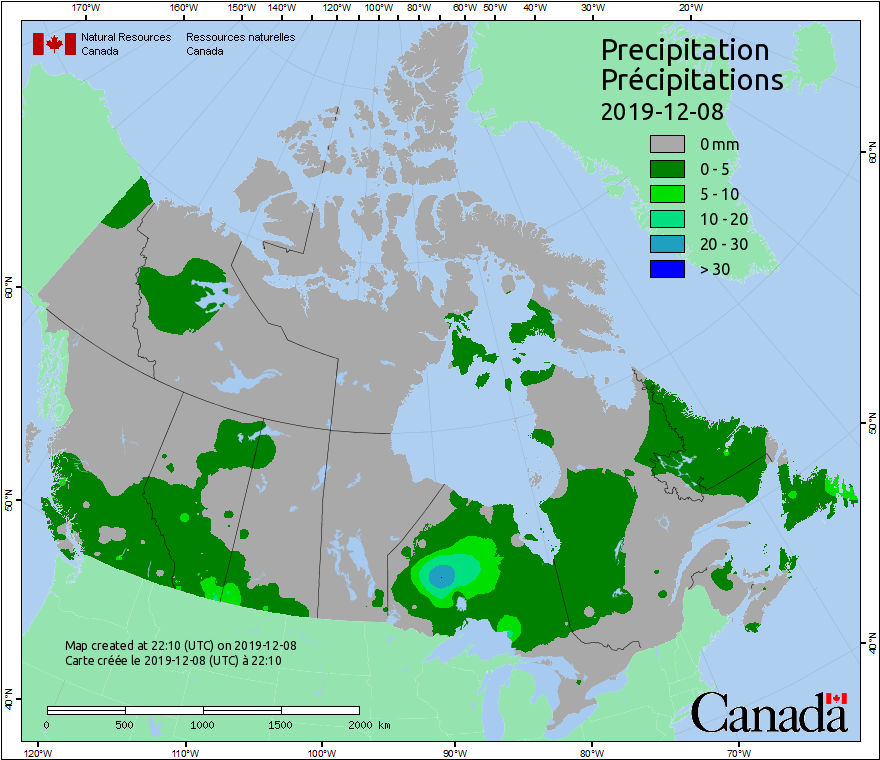 170°W 160°W 150°W 140°W 130°W 120°W 110°W 100°W 90°W 80°W 70°W 60°W 50°W 40°W 30°W 20°W
Natural Resources Canada
Ressources naturelles Canada
Precipitation
Précipitations
2019-12-08
0 mm
0 - 5
5 - 10
10 - 20
20 - 30
> 30
60°N
50°N
40°N
60°N
50°N
40°N
Map created at 22:10 (UTC) on 2019-12-08
Carte créée le 2019-12-08 (UTC) à 22:10
0 500 1000 1500 2000 km
Canada
120°W 110°W 100°W 90°W 80°W 70°W